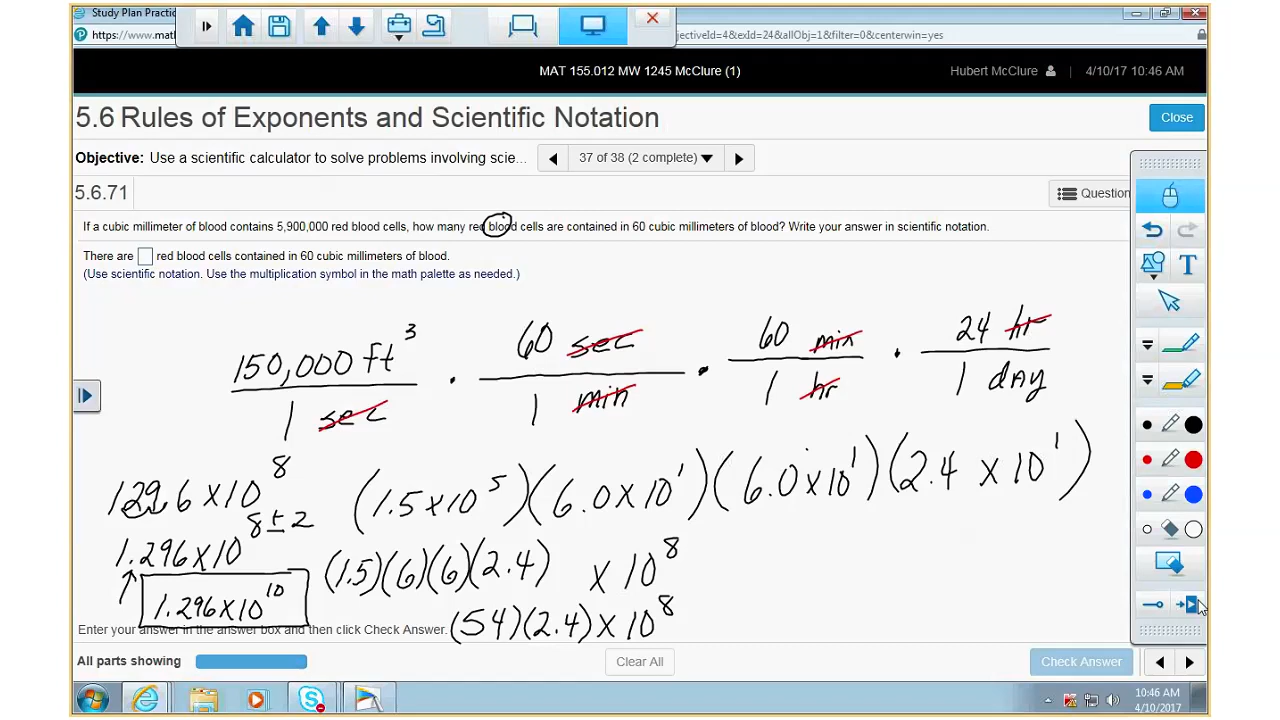 Study Plan Practi
https://www.mat
jectiveId=4&exId=24&allObj=1&filter=0&centerwin=yes
MAT 155.012 MW 1245 McClure (1)
Hubert McClure
4/10/17 10:46 AM
5.6 Rules of Exponents and Scientific Notation
Close
Objective: Use a scientific calculator to solve problems involving scie...
37 of 38 (2 complete)
5.6.71
Question
If a cubic millimeter of blood contains 5,900,000 red blood cells, how many red blood cells are contained in 60 cubic millimeters of blood? Write your answer in scientific notation.
There are red blood cells contained in 60 cubic millimeters of blood.
(Use scientific notation. Use the multiplication symbol in the math palette as needed.)
150,000 ft³ / 1 sec · 60 sec / 1 min · 60 min / 1 hr · 24 hr / 1 day
(1.5 x 10⁵)(6.0 x 10¹)(6.0 x 10¹)(2.4 x 10¹)
129.6 x 10⁸
1.296 x 10⁸⁺²
(1.5)(6)(6)(2.4) x 10⁸
1.296 x 10¹⁰
(54)(2.4) x 10⁸
Enter your answer in the answer box and then click Check Answer.
All parts showing
Clear All
Check Answer
10:46 AM
4/10/2017